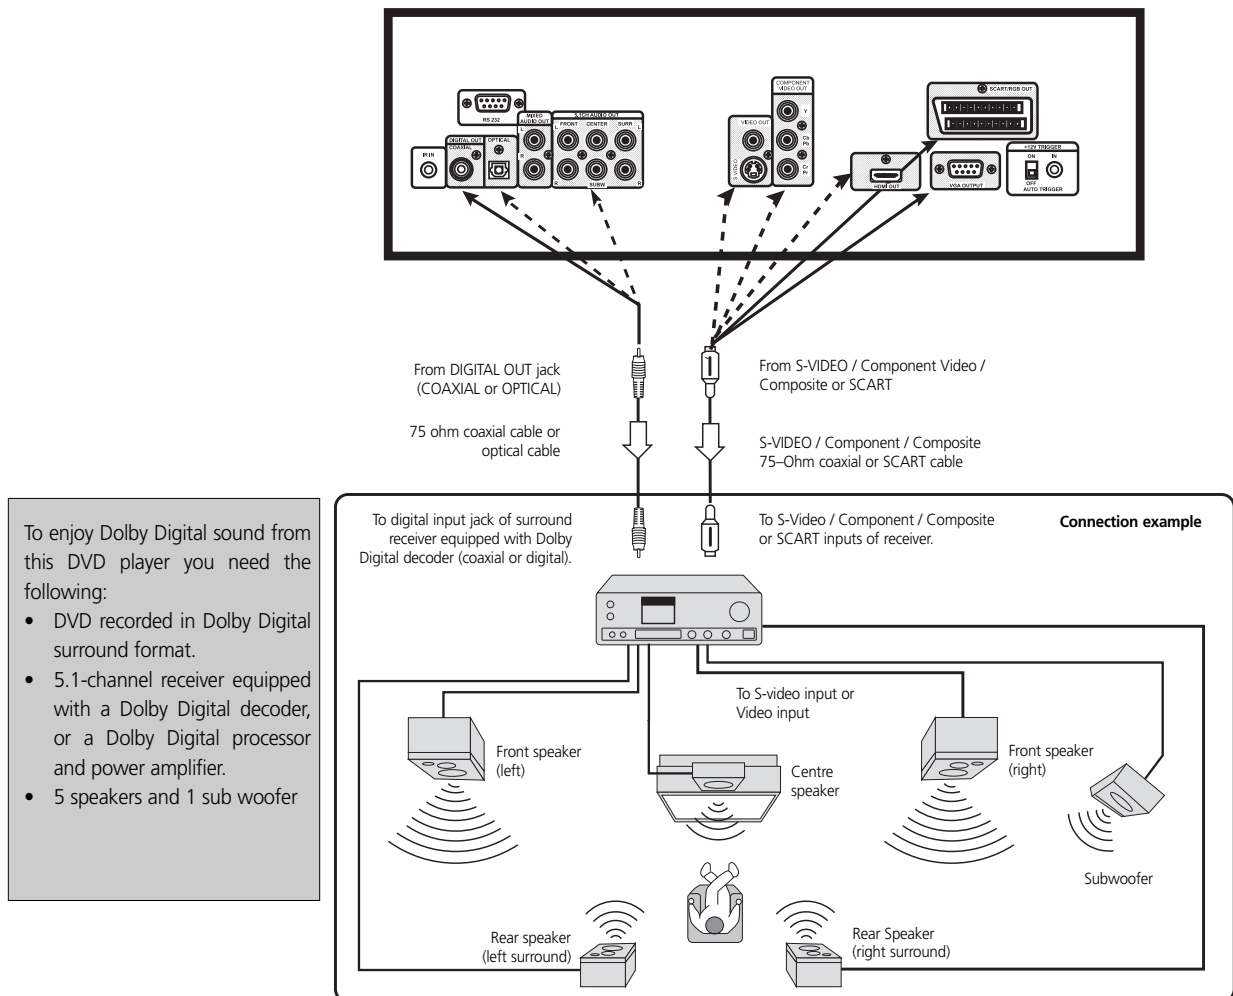 COMPONENT
VIDEO OUT
SCART/RGB OUT
RS 232
MIXED
AUDIO OUT
5.1CH AUDIO OUT
L
L FRONT CENTER SURR L
VIDEO OUT
Y
DIGITAL OUT OPTICAL
COAXIAL
+12V TRIGGER
ON IN
IR IN
R
Cb
Pb
S VIDEO
Cr
Pr
R SUBW R
HDMI OUT
VGA OUTPUT
OFF
AUTO TRIGGER
From DIGITAL OUT jack
(COAXIAL or OPTICAL)
From S-VIDEO / Component Video /
Composite or SCART
75 ohm coaxial cable or
optical cable
S-VIDEO / Component / Composite
75–Ohm coaxial or SCART cable
To enjoy Dolby Digital sound from
this DVD player you need the
following:
• DVD recorded in Dolby Digital
surround format.
• 5.1-channel receiver equipped
with a Dolby Digital decoder,
or a Dolby Digital processor
and power amplifier.
• 5 speakers and 1 sub woofer
To digital input jack of surround
receiver equipped with Dolby
Digital decoder (coaxial or digital).
To S-Video / Component / Composite
or SCART inputs of receiver.
Connection example
To S-video input or
Video input
Front speaker
(left)
Centre
speaker
Front speaker
(right)
Subwoofer
Rear speaker
(left surround)
Rear Speaker
(right surround)